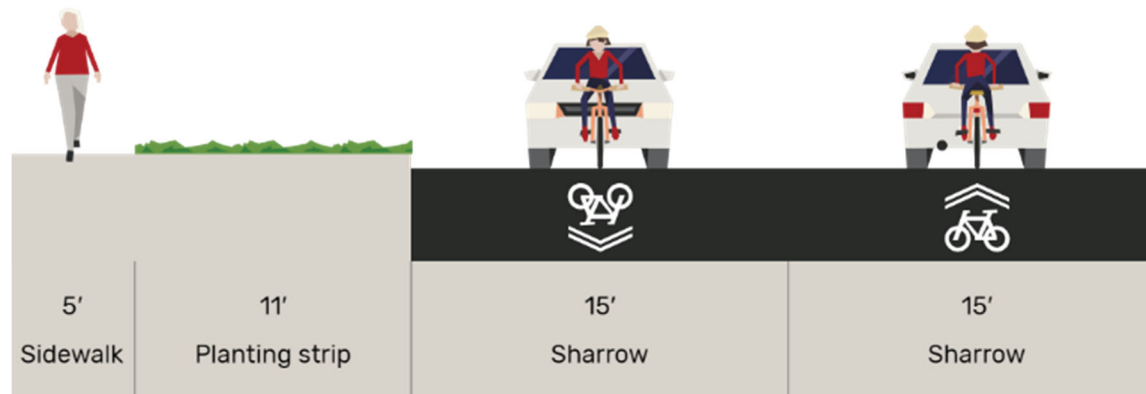 5′
Sidewalk
11′
Planting strip
15′
Sharrow
15′
Sharrow